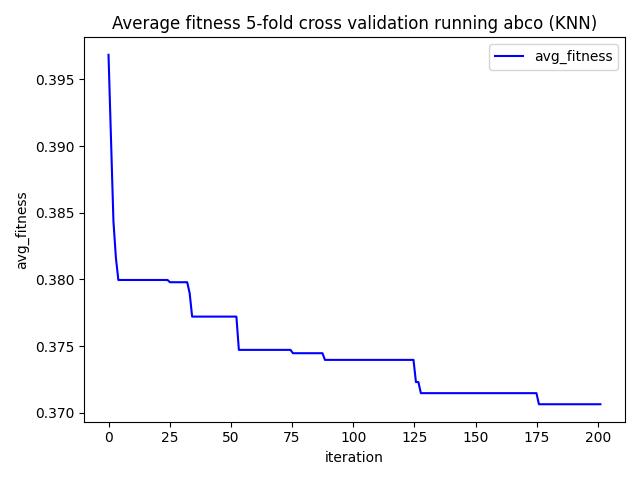 Average fitness 5-fold cross validation running abco (KNN)
avg_fitness
0.395
0.390
0.385
0.380
0.375
0.370
avg_fitness
0 25 50 75 100 125 150 175 200
iteration